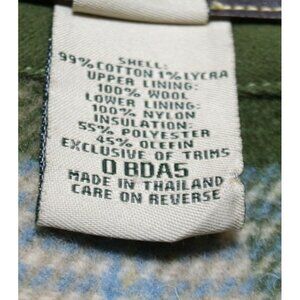 SHELL:
99% COTTON 1% LYCRA
UPPER LINING:
100% WOOL
LOWER LINING:
100% NYLON
INSULATION:
55% POLYESTER
45% OLEFIN
EXCLUSIVE OF TRIMS
0 BDA5
MADE IN THAILAND
CARE ON REVERSE